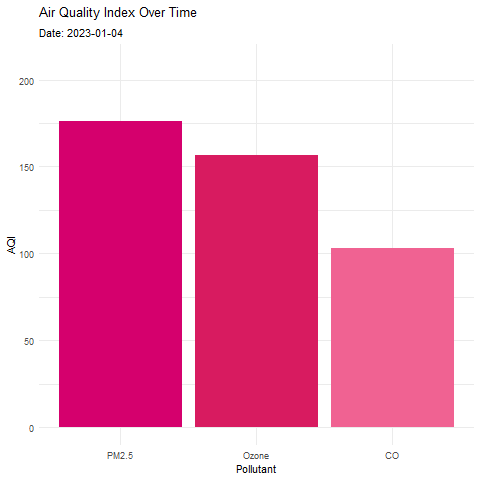 Air Quality Index Over Time
Date: 2023-01-04
200
150
100
50
0
AQI
PM2.5 Ozone CO
Pollutant